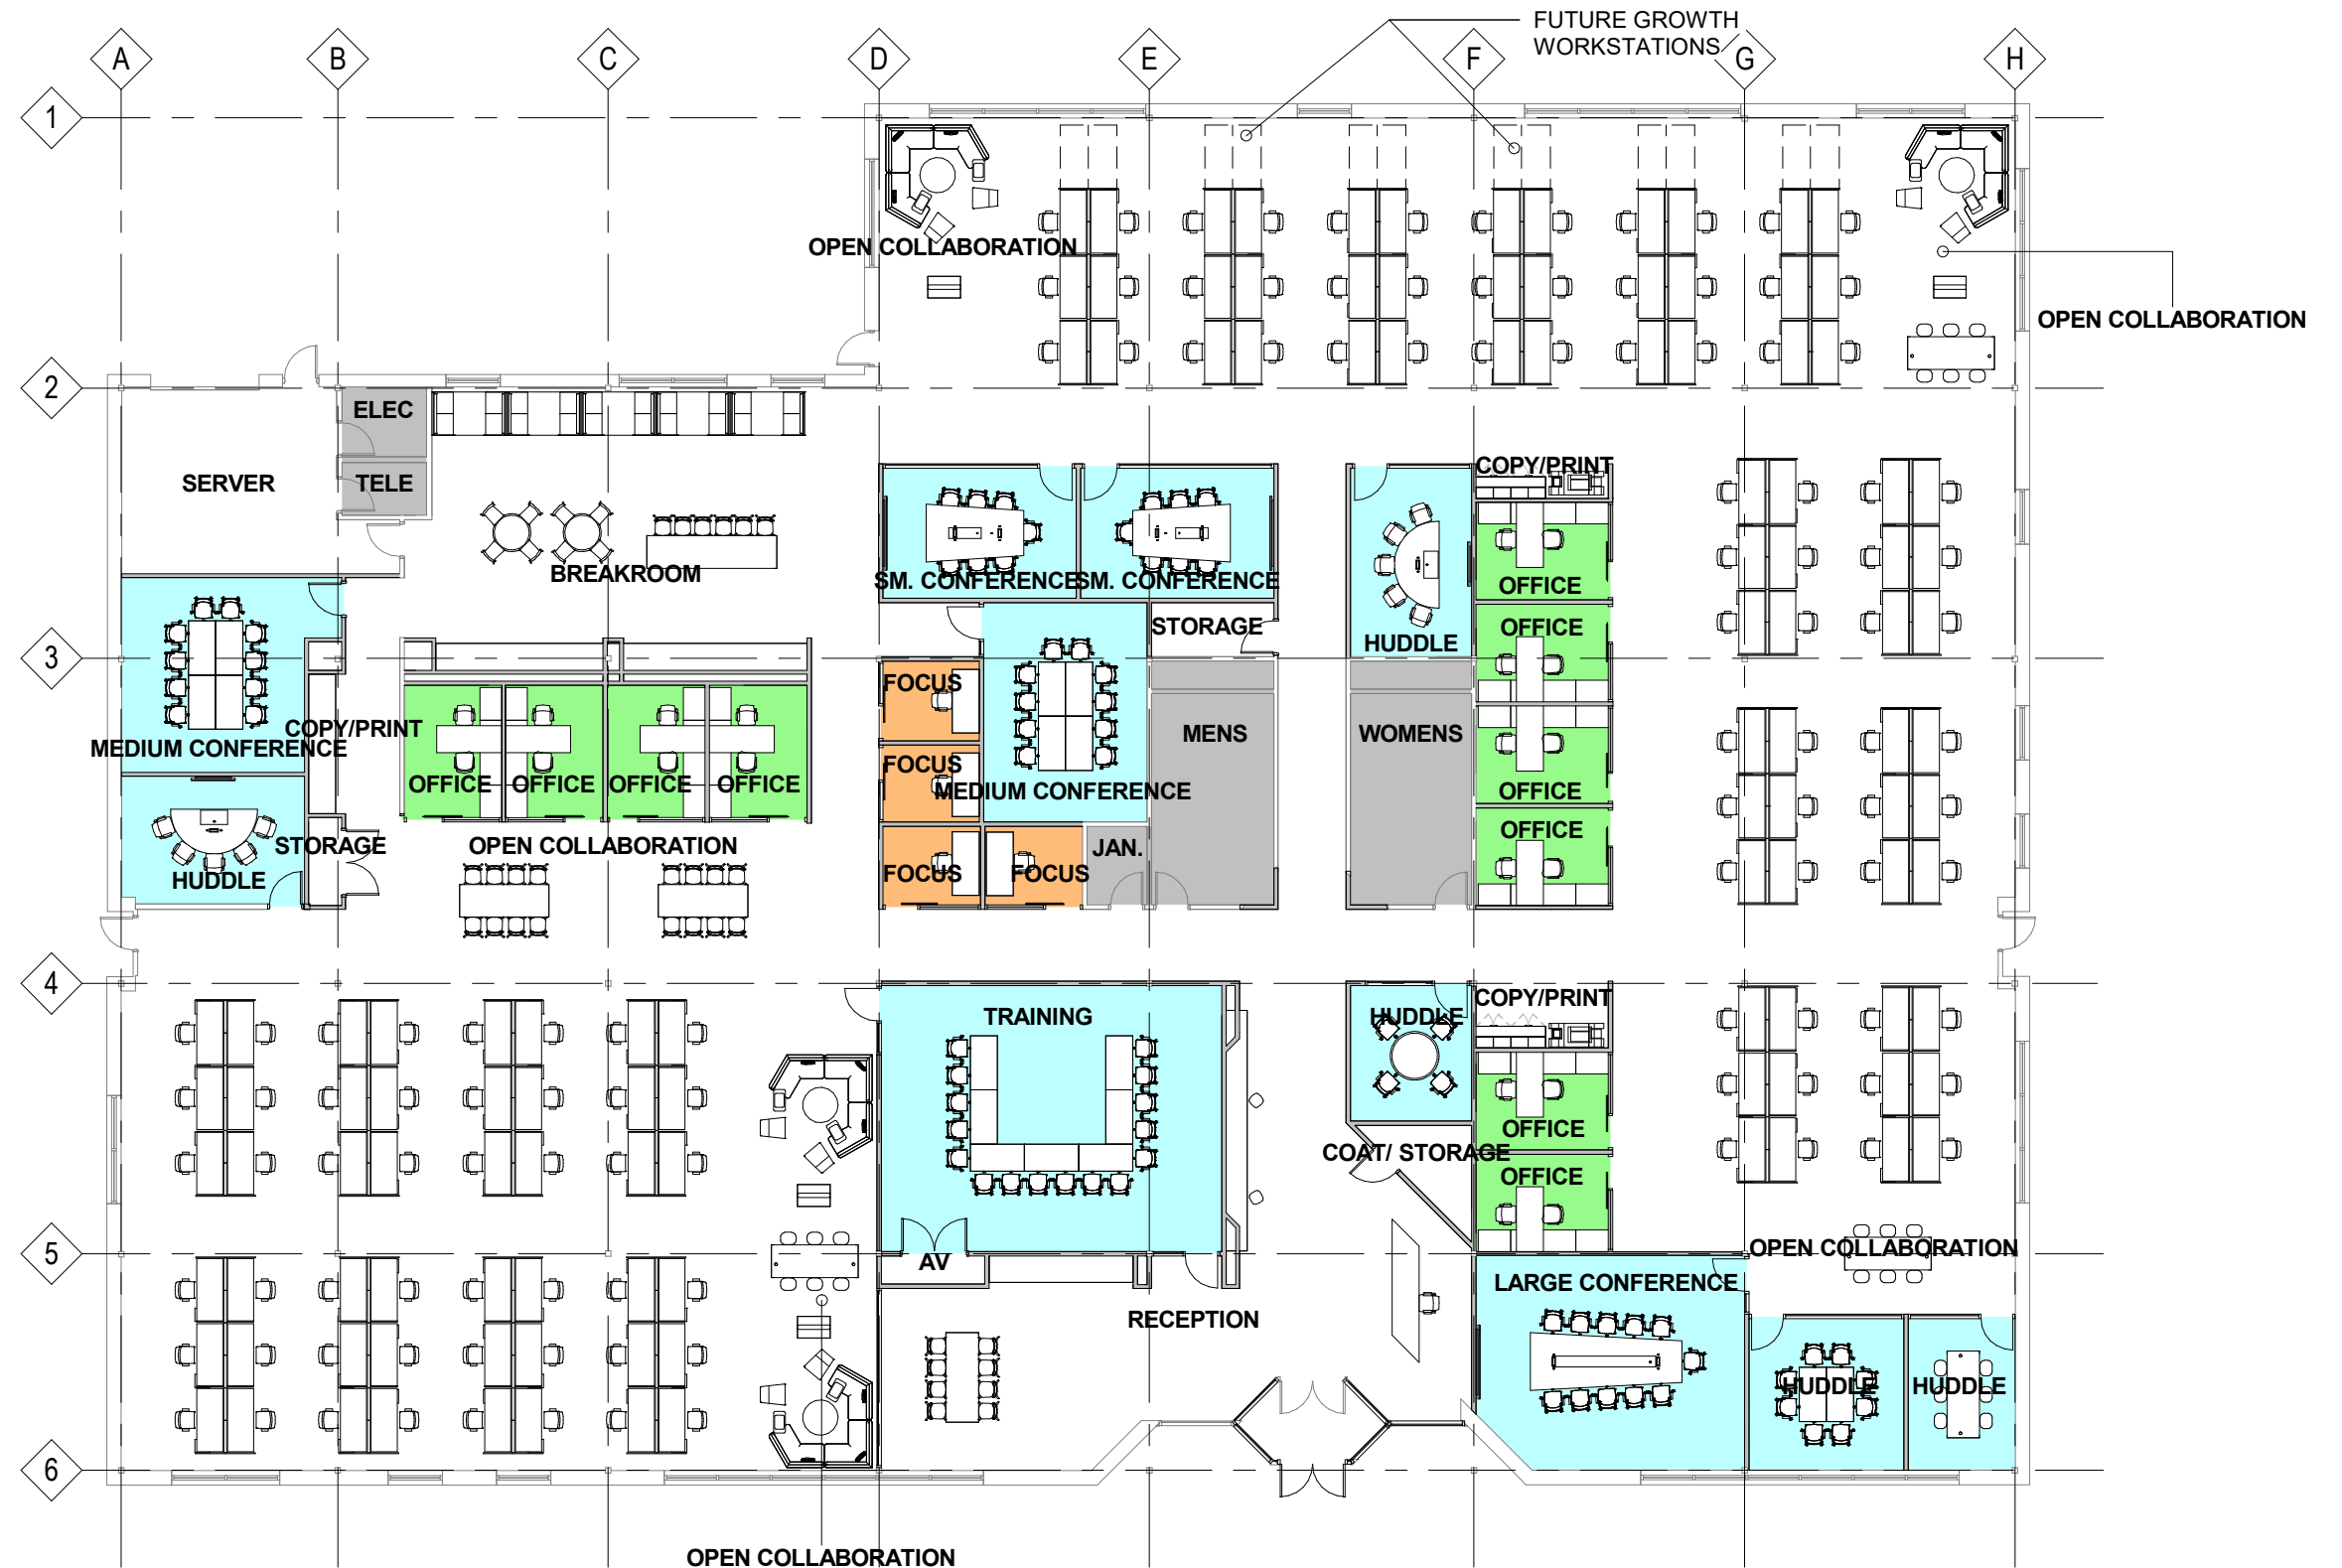 FUTURE GROWTH
WORKSTATIONS
A
B
C
D
E
F
G
H
1
OPEN COLLABORATION
OPEN COLLABORATION
2
ELEC
SERVER
TELE
COPY/PRINT
BREAKROOM
SM. CONFERENCE
SM. CONFERENCE
OFFICE
STORAGE
OFFICE
HUDDLE
3
FOCUS
COPY/PRINT
MENS
WOMENS
MEDIUM CONFERENCE
FOCUS
OFFICE
OFFICE
OFFICE
OFFICE
MEDIUM CONFERENCE
OFFICE
OFFICE
STORAGE
OPEN COLLABORATION
JAN.
HUDDLE
FOCUS
FOCUS
4
COPY/PRINT
TRAINING
HUDDLE
OFFICE
COAT/ STORAGE
OFFICE
5
OPEN COLLABORATION
AV
LARGE CONFERENCE
RECEPTION
HUDDLE
HUDDLE
6
OPEN COLLABORATION